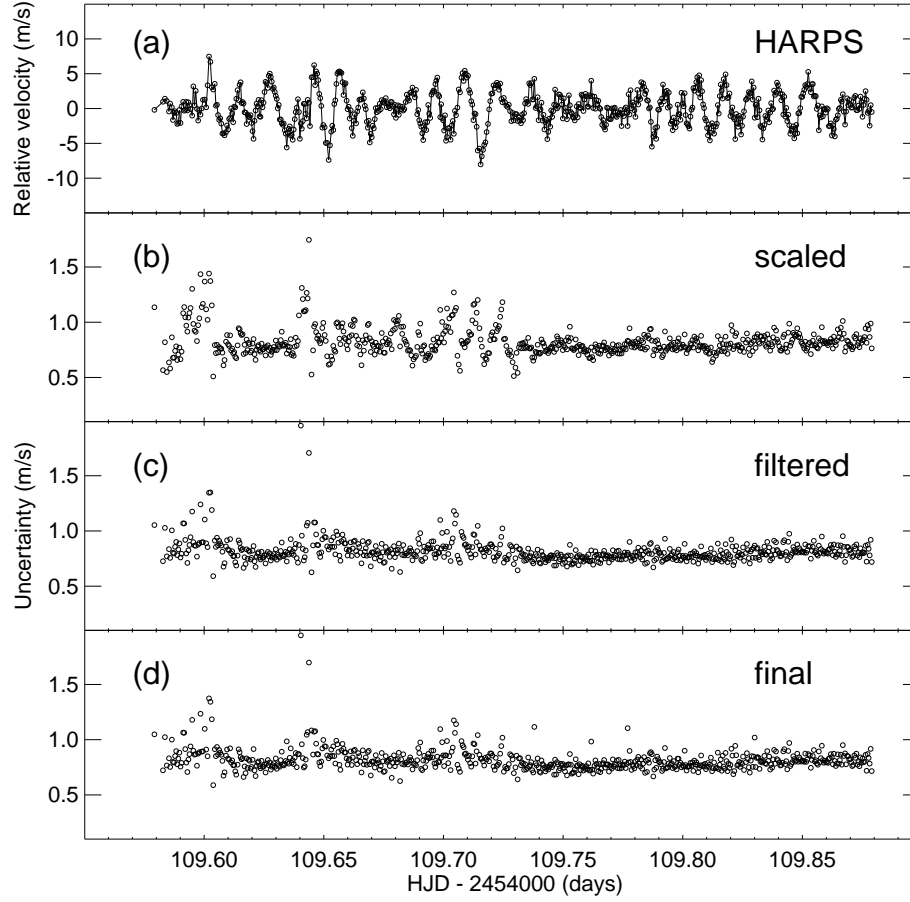 (a)
HARPS
10
5
0
-5
-10
Relative velocity (m/s)
(b)
scaled
1.5
1.0
0.5
(c)
filtered
1.5
1.0
0.5
Uncertainty (m/s)
(d)
final
1.5
1.0
0.5
109.60 109.65 109.70 109.75 109.80 109.85
HJD - 2454000 (days)